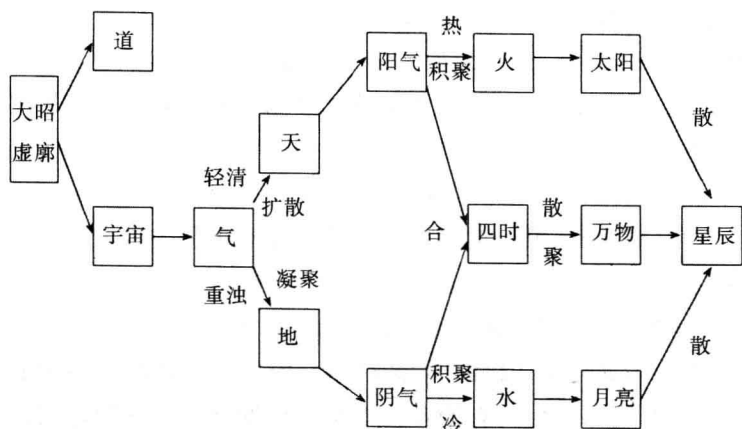 道
大昭
虚廓
宇宙
气
轻清
扩散
天
重浊
凝聚
地
阳气
热
积聚
火
太阳
散
合
四时
散
聚
万物
星辰
阴气
积聚
冷
水
月亮
散